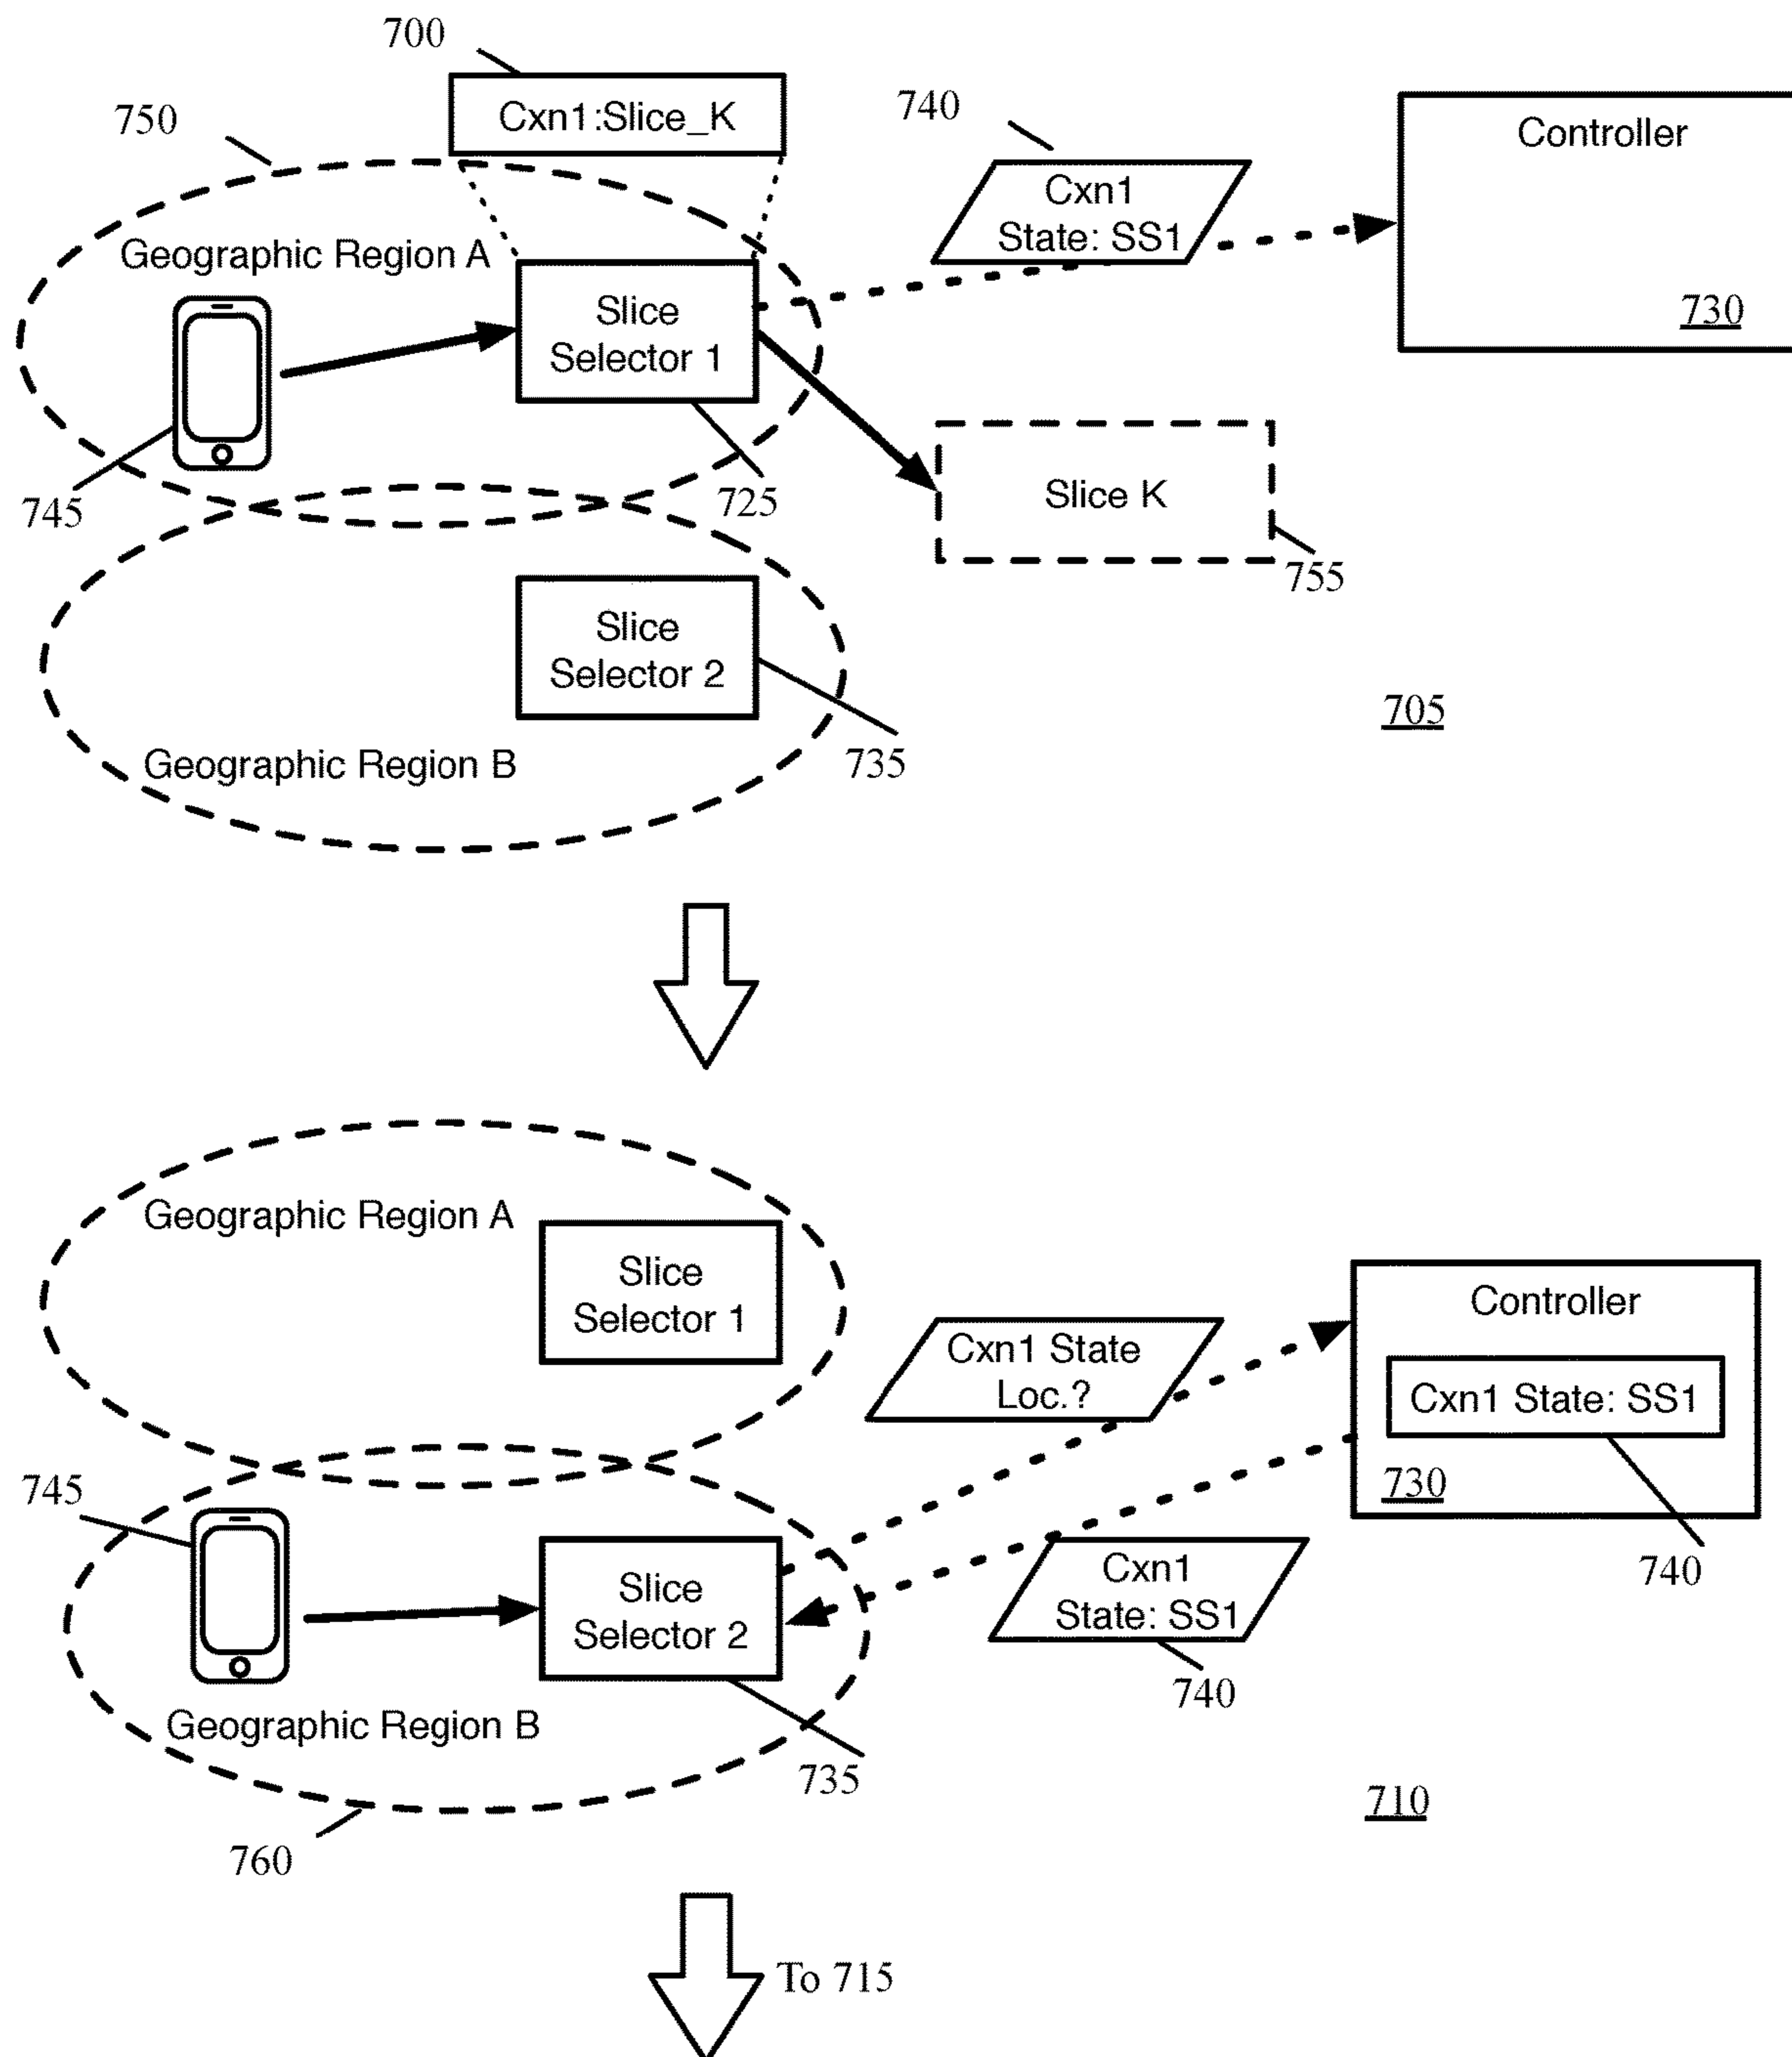 700
Cxn1:Slice_K
750
740
Controller
Cxn1
State: SS1
730
Geographic Region A
Slice
Selector 1
745
725
Slice K
755
Slice
Selector 2
735
705
Geographic Region B
Geographic Region A
Slice
Selector 1
Controller
Cxn1 State
Loc.?
Cxn1 State: SS1
730
740
745
Slice
Selector 2
Cxn1
State: SS1
740
Geographic Region B
735
710
760
To 715